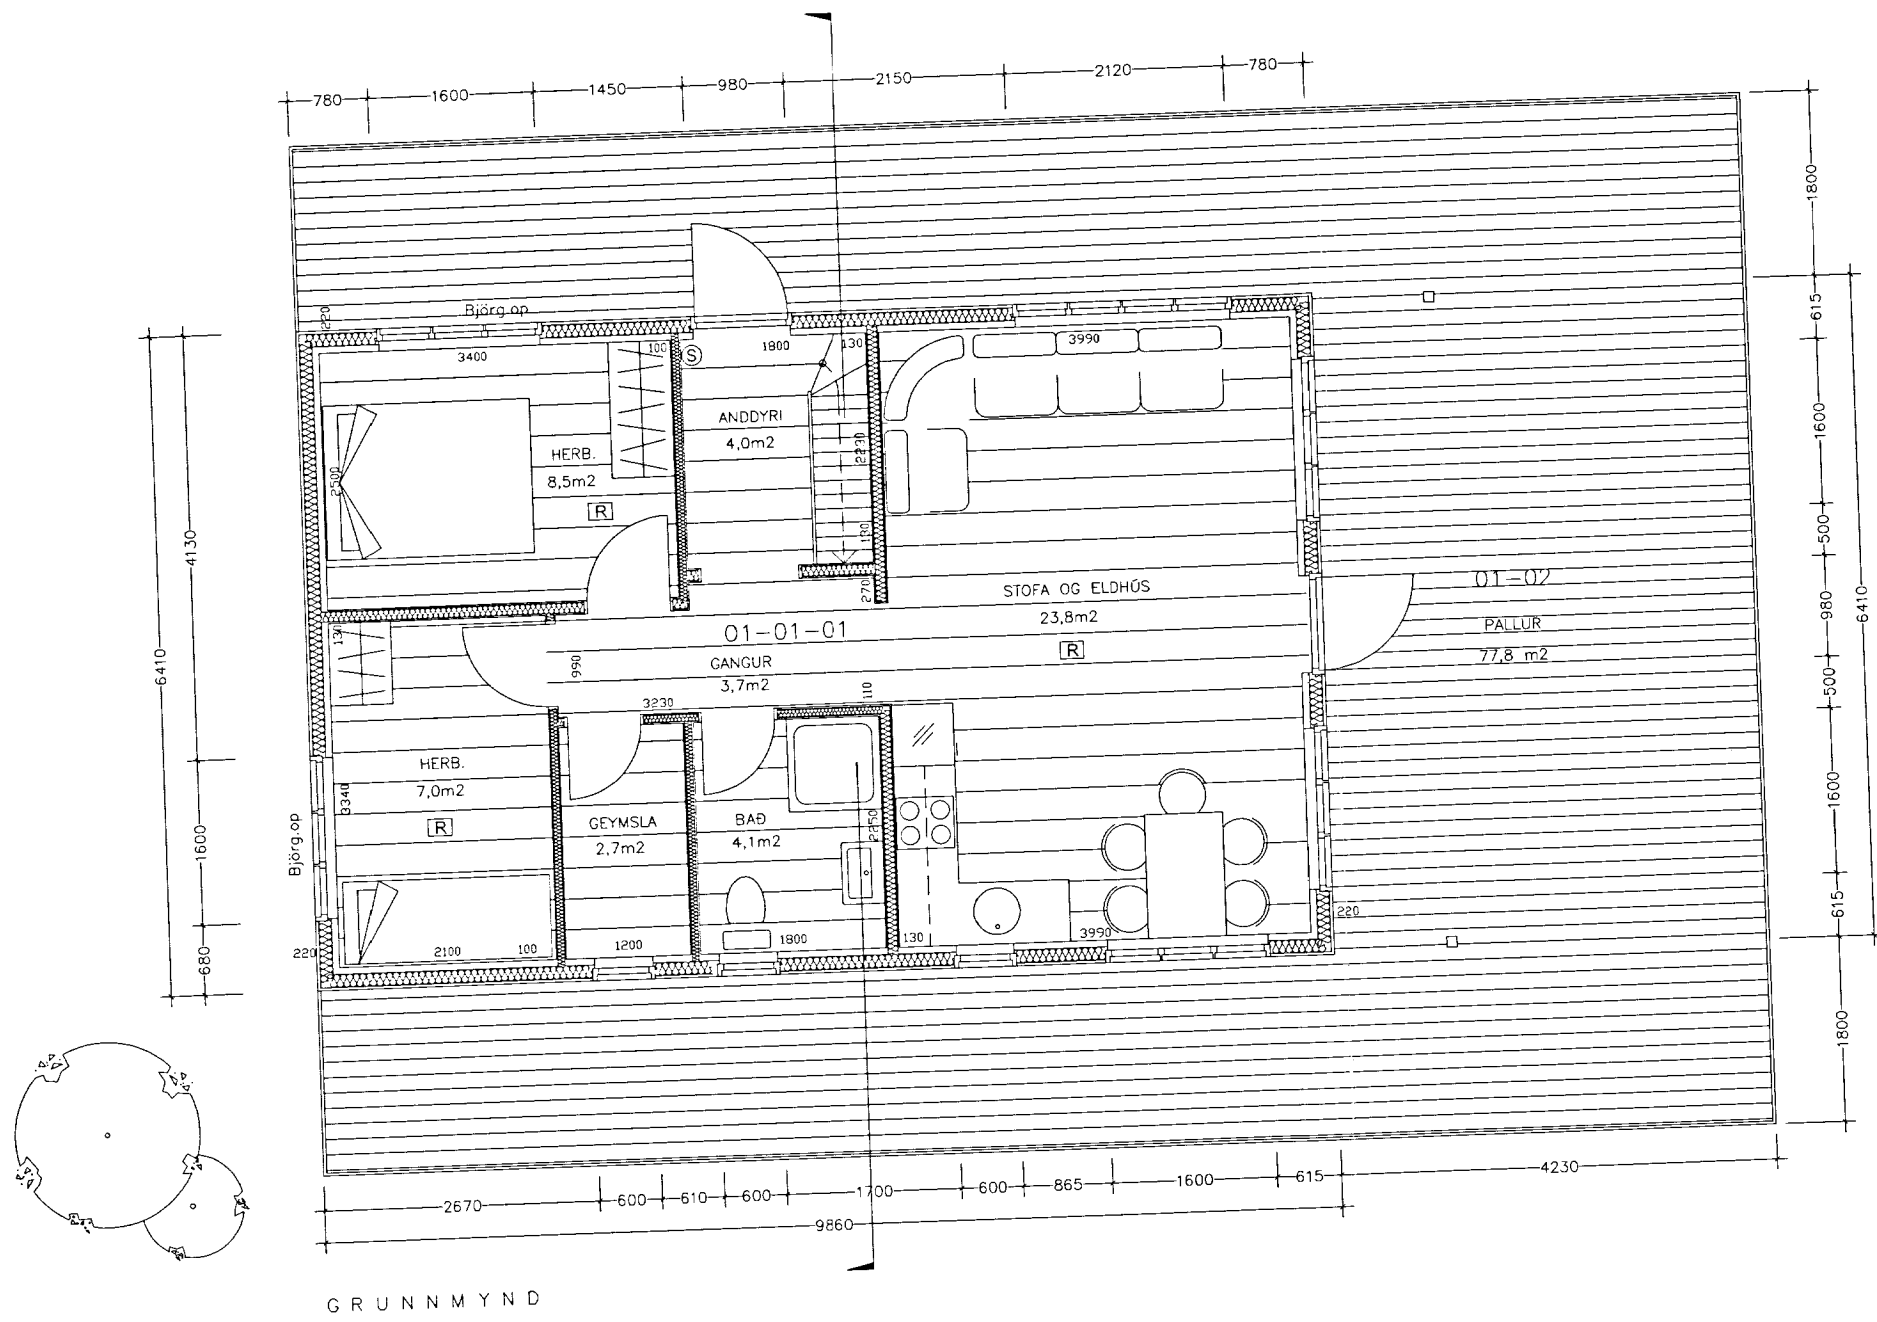 780 1600 1450 980 2150 2120 780
1800
615
1600
500
980
500
1600
615
1800
6410
4130
1600
680
6410
220
Björg.op
3400
100
S
1800
130
3990
2500
HERB.
8,5m2
R
ANDDYRI
4,0m2
2230
130
270
STOFA OG ELDHÚS
23,8m2
R
01-02
PALLUR
77,8 m2
01-01-01
GANGUR
3,7m2
130
990
3230
110
HERB.
7,0m2
R
3340
Björg.op
GEYMSLA
2,7m2
BAÐ
4,1m2
2250
220
2100
100
1200
1800
130
3990
220
2670 600 610 600 1700 600 865 1600 615 4230
9860
GRUNNMYND